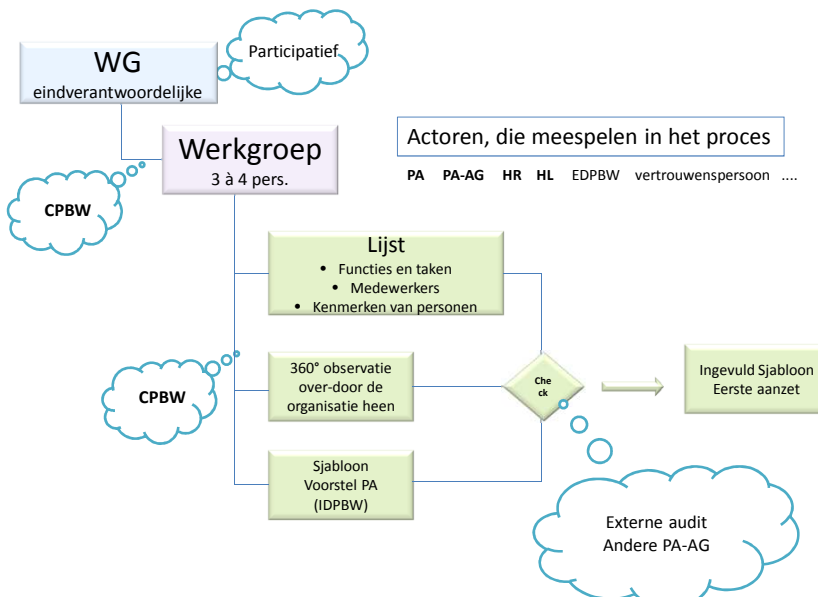 WG
eindverantwoordelijke
Participatief
Werkgroep
3 à 4 pers.
CPBW
Actoren, die meespelen in het proces
PA PA-AG HR HL EDPBW vertrouwenspersoon ....
Lijst
• Functies en taken
• Medewerkers
• Kenmerken van personen
CPBW
360° observatie
over-door de
organisatie heen
Che
ck
Ingevuld Sjabloon
Eerste aanzet
Sjabloon
Voorstel PA
(IDPBW)
Externe audit
Andere PA-AG